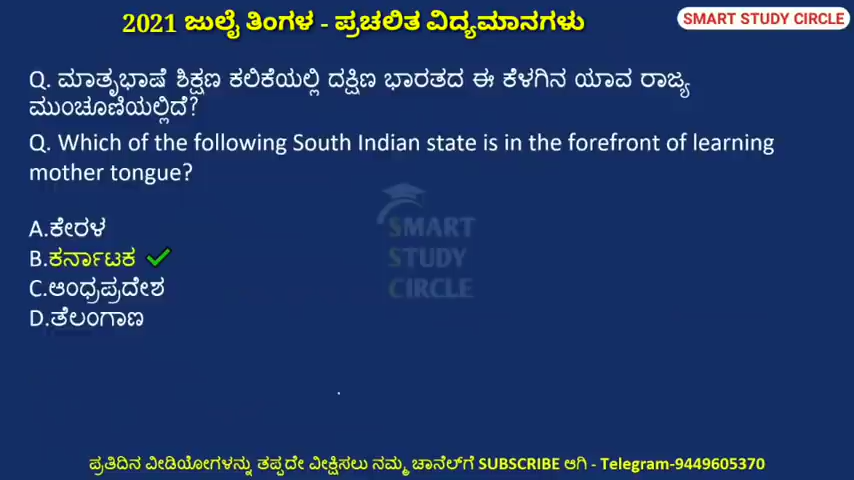 2021 ಜುಲೈ ತಿಂಗಳ - ಪ್ರಚಲಿತ ವಿದ್ಯಮಾನಗಳು
SMART STUDY CIRCLE
Q. ಮಾತೃಭಾಷೆ ಶಿಕ್ಷಣ ಕಲಿಕೆಯಲ್ಲಿ ದಕ್ಷಿಣ ಭಾರತದ ಈ ಕೆಳಗಿನ ಯಾವ ರಾಜ್ಯ
ಮುಂಚೂಣಿಯಲ್ಲಿದೆ?
Q. Which of the following South Indian state is in the forefront of learning
mother tongue?
A.ಕೇರಳ
B.ಕರ್ನಾಟಕ
C.ಆಂಧ್ರಪ್ರದೇಶ
D.ತೆಲಂಗಾಣ
SMART
STUDY
CIRCLE
ಪ್ರತಿದಿನ ವೀಡಿಯೋಗಳನ್ನು ತಪ್ಪದೇ ವೀಕ್ಷಿಸಲು ನಮ್ಮ ಚಾನೆಲ್‌ಗೆ SUBSCRIBE ಆಗಿ - Telegram-9449605370